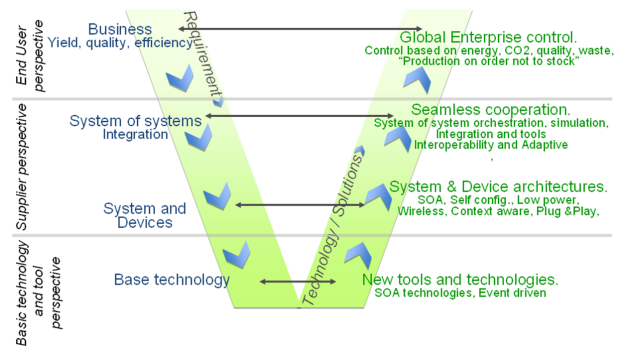 End User
perspective
Business
Yield, quality, efficiency...
Requirement
Global Enterprise control.
Control based on energy, CO2, quality, waste,
“Production on order not to stock”
Supplier perspective
System of systems
Integration
Seamless cooperation.
System of system orchestration, simulation,
Integration and tools
Interoperability and Adaptive
,
System and
Devices
Technology / Solutions
System & Device architectures.
SOA, Self config., Low power,
Wireless, Context aware, Plug &Play,
Basic technology
and tool
perspective
Base technology
New tools and technologies.
SOA technologies, Event driven